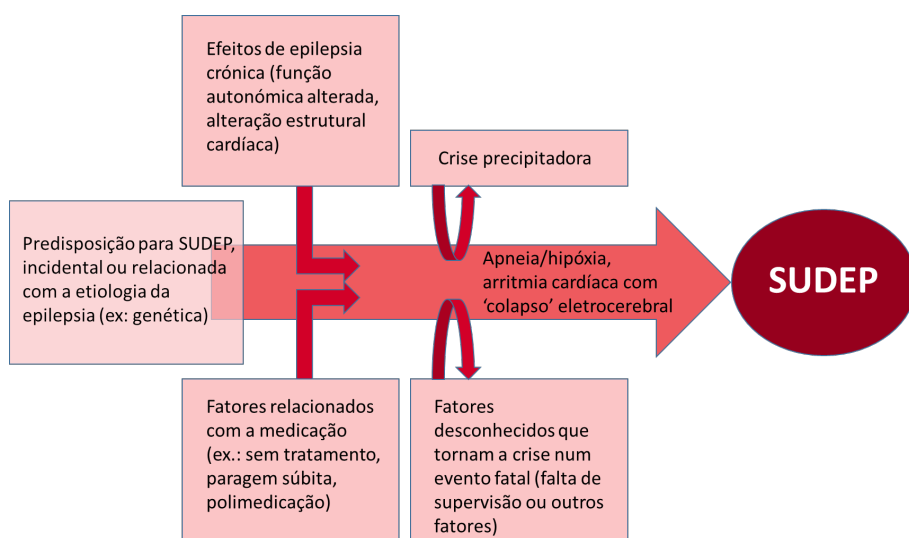 Efeitos de epilepsia
crónica (função
autonómica alterada,
alteração estrutural
cardíaca)
Crise precipitadora
Predisposição para SUDEP,
incidental ou relacionada
com a etiologia da
epilepsia (ex: genética)
Apneia/hipóxia,
arritmia cardíaca com
‘colapso’ eletrocerebral
SUDEP
Fatores relacionados
com a medicação
(ex.: sem tratamento,
paragem súbita,
polimedicação)
Fatores
desconhecidos que
tornam a crise num
evento fatal (falta de
supervisão ou outros
fatores)